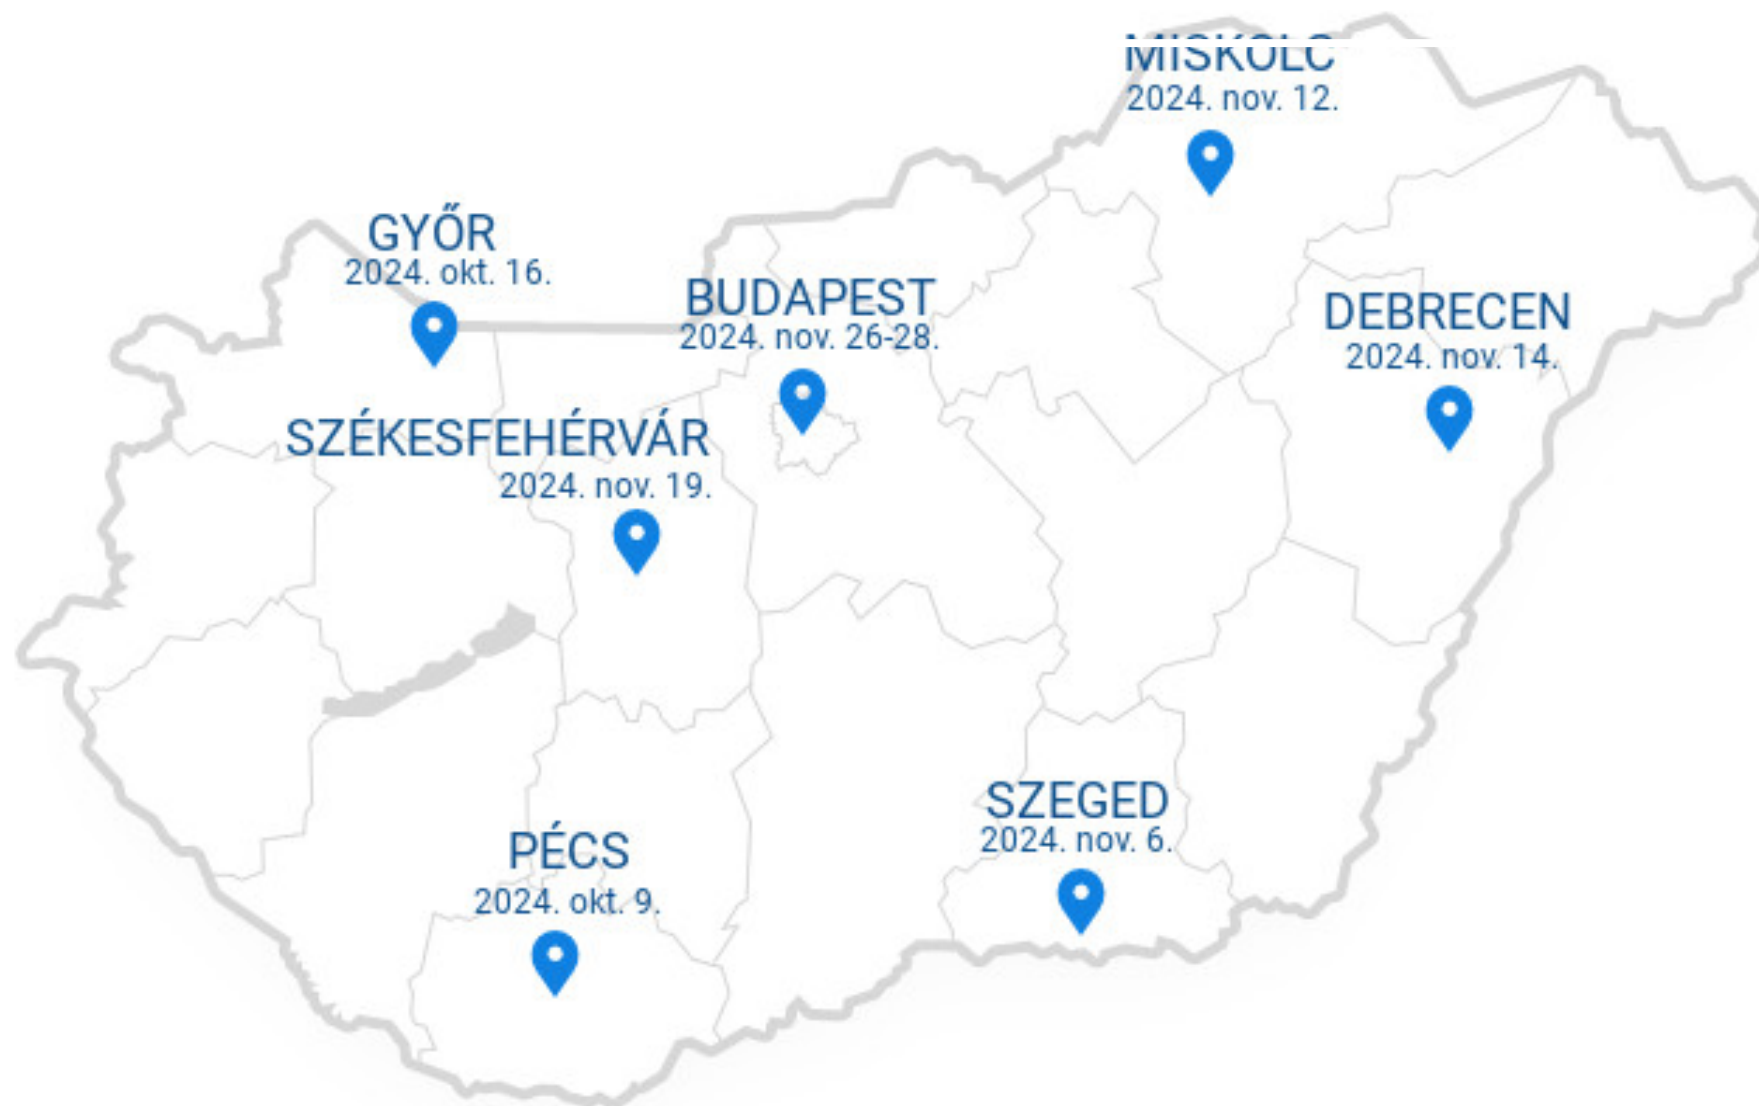 MISKOLC
2024. nov. 12.
GYŐR
2024. okt. 16.
BUDAPEST
2024. nov. 26-28.
DEBRECEN
2024. nov. 14.
SZÉKESFEHÉRVÁR
2024. nov. 19.
SZEGED
2024. nov. 6.
PÉCS
2024. okt. 9.